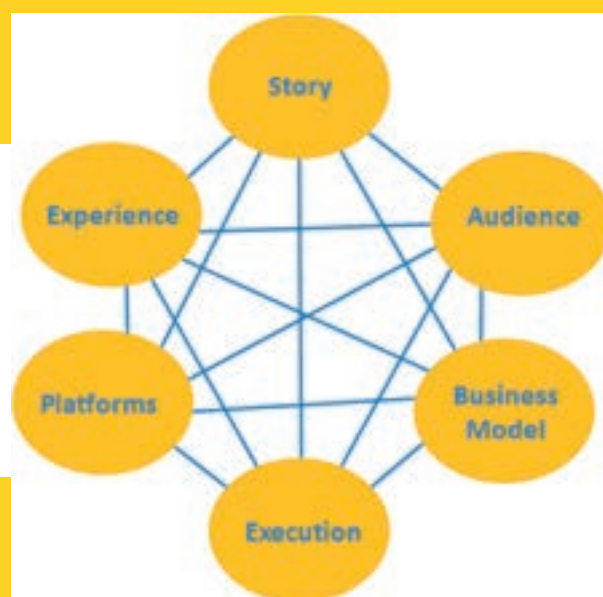 Story
Experience
Audience
Platforms
Business
Model
Execution